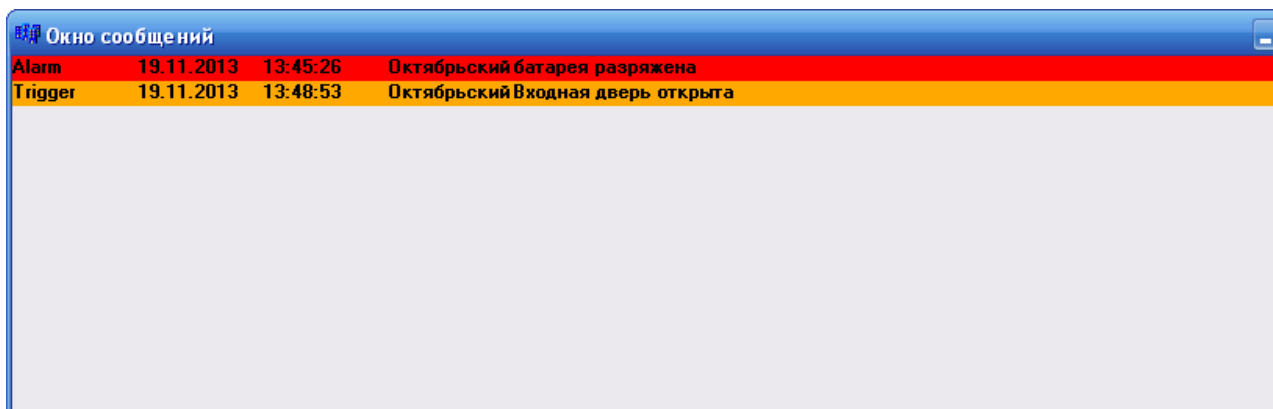 Окно сообщений
Alarm 19.11.2013 13:45:26 Октябрьский батарея разряжена
Trigger 19.11.2013 13:48:53 Октябрьский Входная дверь открыта